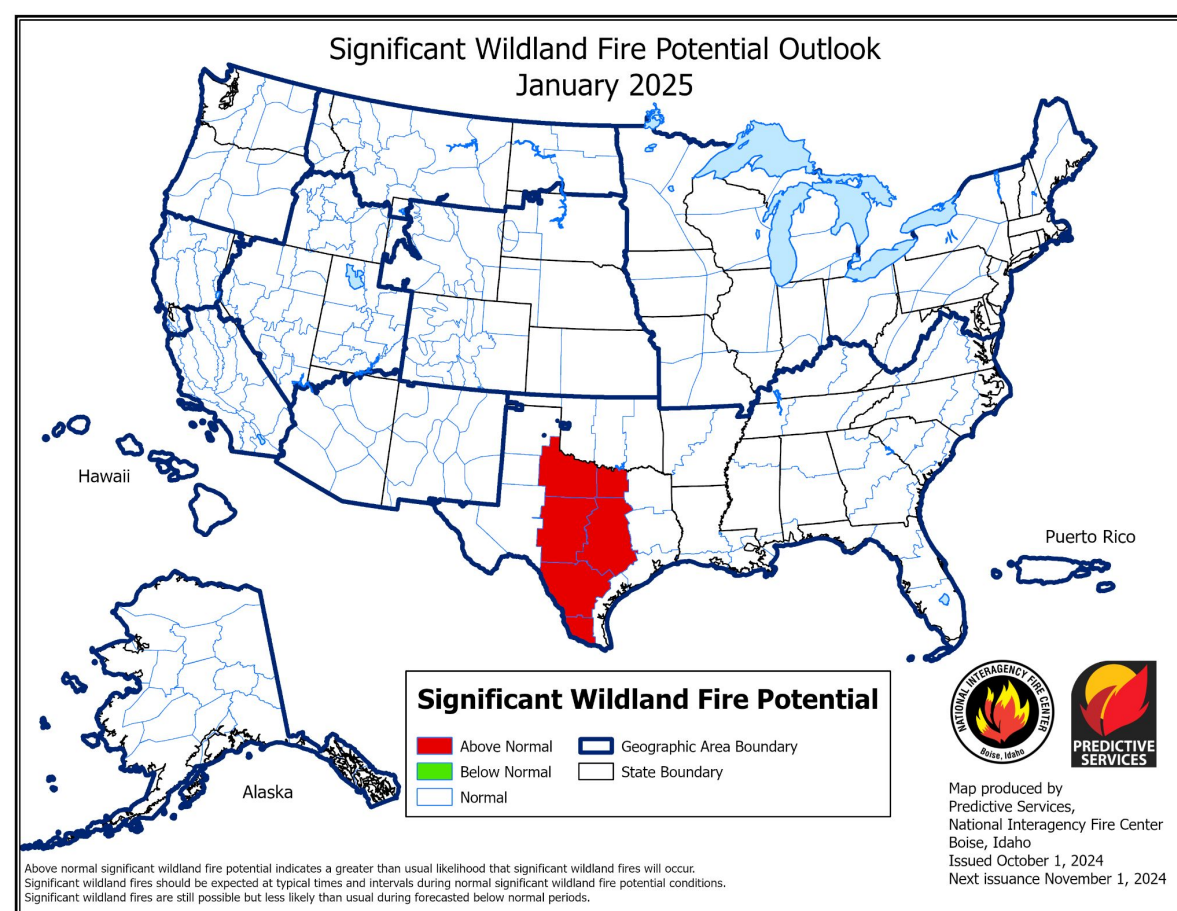 Significant Wildland Fire Potential Outlook
January 2025
Hawaii
Puerto Rico
Alaska
Significant Wildland Fire Potential
Above Normal
Geographic Area Boundary
Below Normal
State Boundary
Normal
NATIONAL INTERAGENCY FIRE CENTER
Boise, Idaho
PREDICTIVE
SERVICES
Map produced by
Predictive Services,
National Interagency Fire Center
Boise, Idaho
Issued October 1, 2024
Next issuance November 1, 2024
Above normal significant wildland fire potential indicates a greater than usual likelihood that significant wildland fires will occur.
Significant wildland fires should be expected at typical times and intervals during normal significant wildland fire potential conditions.
Significant wildland fires are still possible but less likely than usual during forecasted below normal periods.